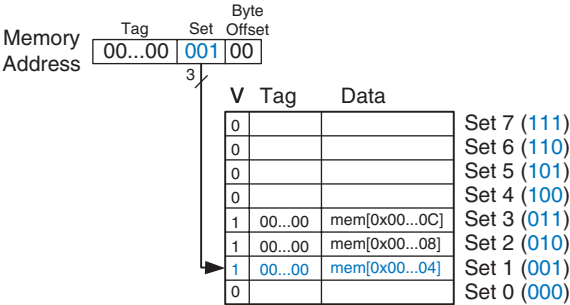 Byte
Tag Set Offset
Memory Address 00...00 001 00
3
V Tag Data
0 Set 7 (111)
0 Set 6 (110)
0 Set 5 (101)
0 Set 4 (100)
1 00...00 mem[0x00...0C] Set 3 (011)
1 00...00 mem[0x00...08] Set 2 (010)
1 00...00 mem[0x00...04] Set 1 (001)
0 Set 0 (000)